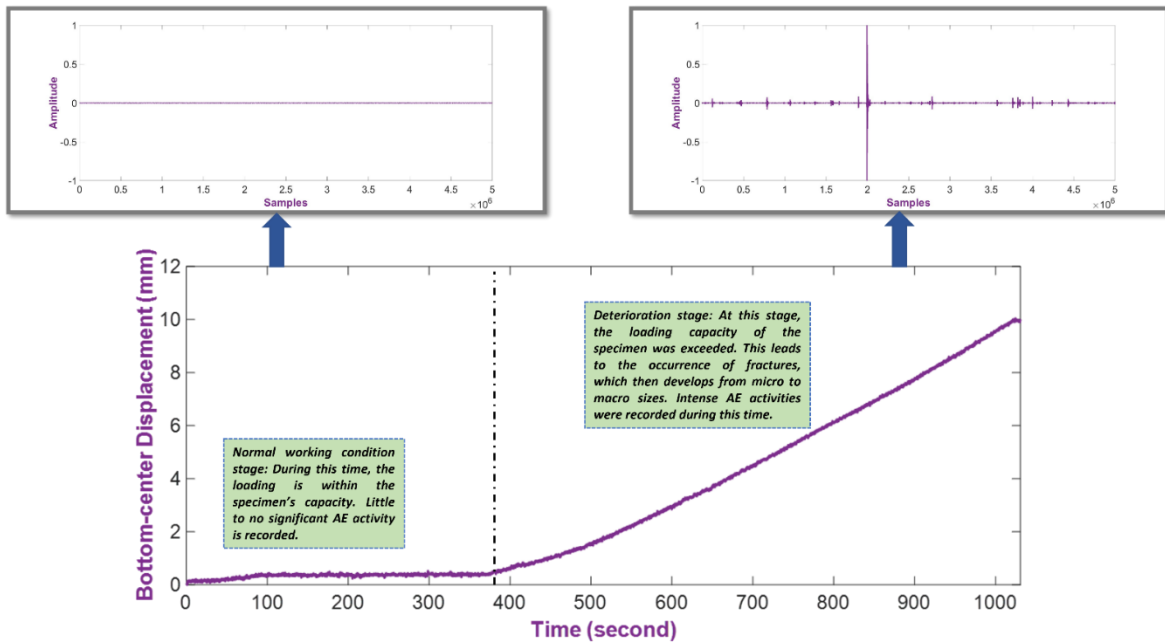 1
0.5
0
-0.5
-1
Amplitude
0 0.5 1 1.5 2 2.5 3 3.5 4 4.5 5
Samples
×10⁶
1
0.5
0
-0.5
-1
Amplitude
0 0.5 1 1.5 2 2.5 3 3.5 4 4.5 5
Samples
×10⁶
12
10
8
6
4
2
0
Bottom-center Displacement (mm)
Normal working condition
stage: During this time, the
loading is within the
specimen's capacity. Little
to no significant AE activity
is recorded.
Deterioration stage: At this stage,
the loading capacity of the
specimen was exceeded. This leads
to the occurrence of fractures,
which then develops from micro to
macro sizes. Intense AE activities
were recorded during this time.
0 100 200 300 400 500 600 700 800 900 1000
Time (second)